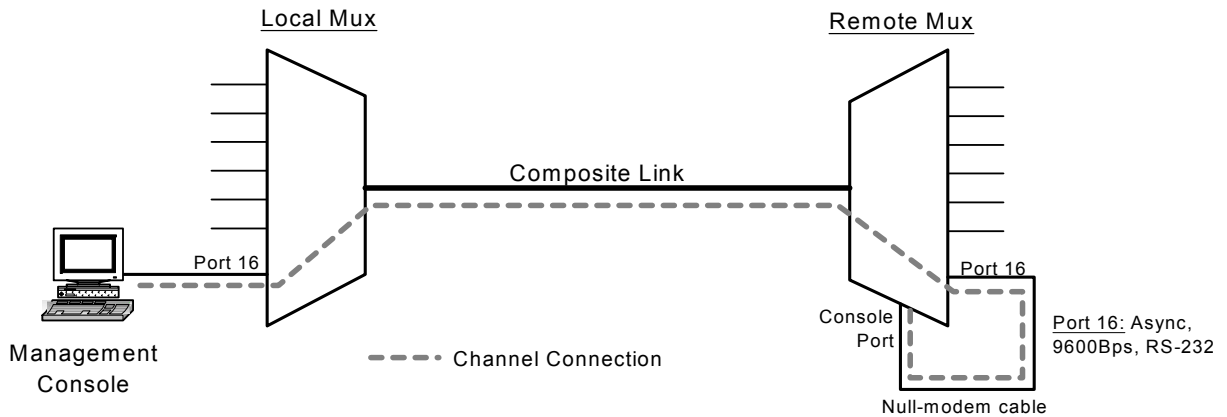 Local Mux
Remote Mux
Composite Link
Port 16
Port 16
Console
Port
Port 16: Async,
9600Bps, RS-232
Management
Console
Channel Connection
Null-modem cable